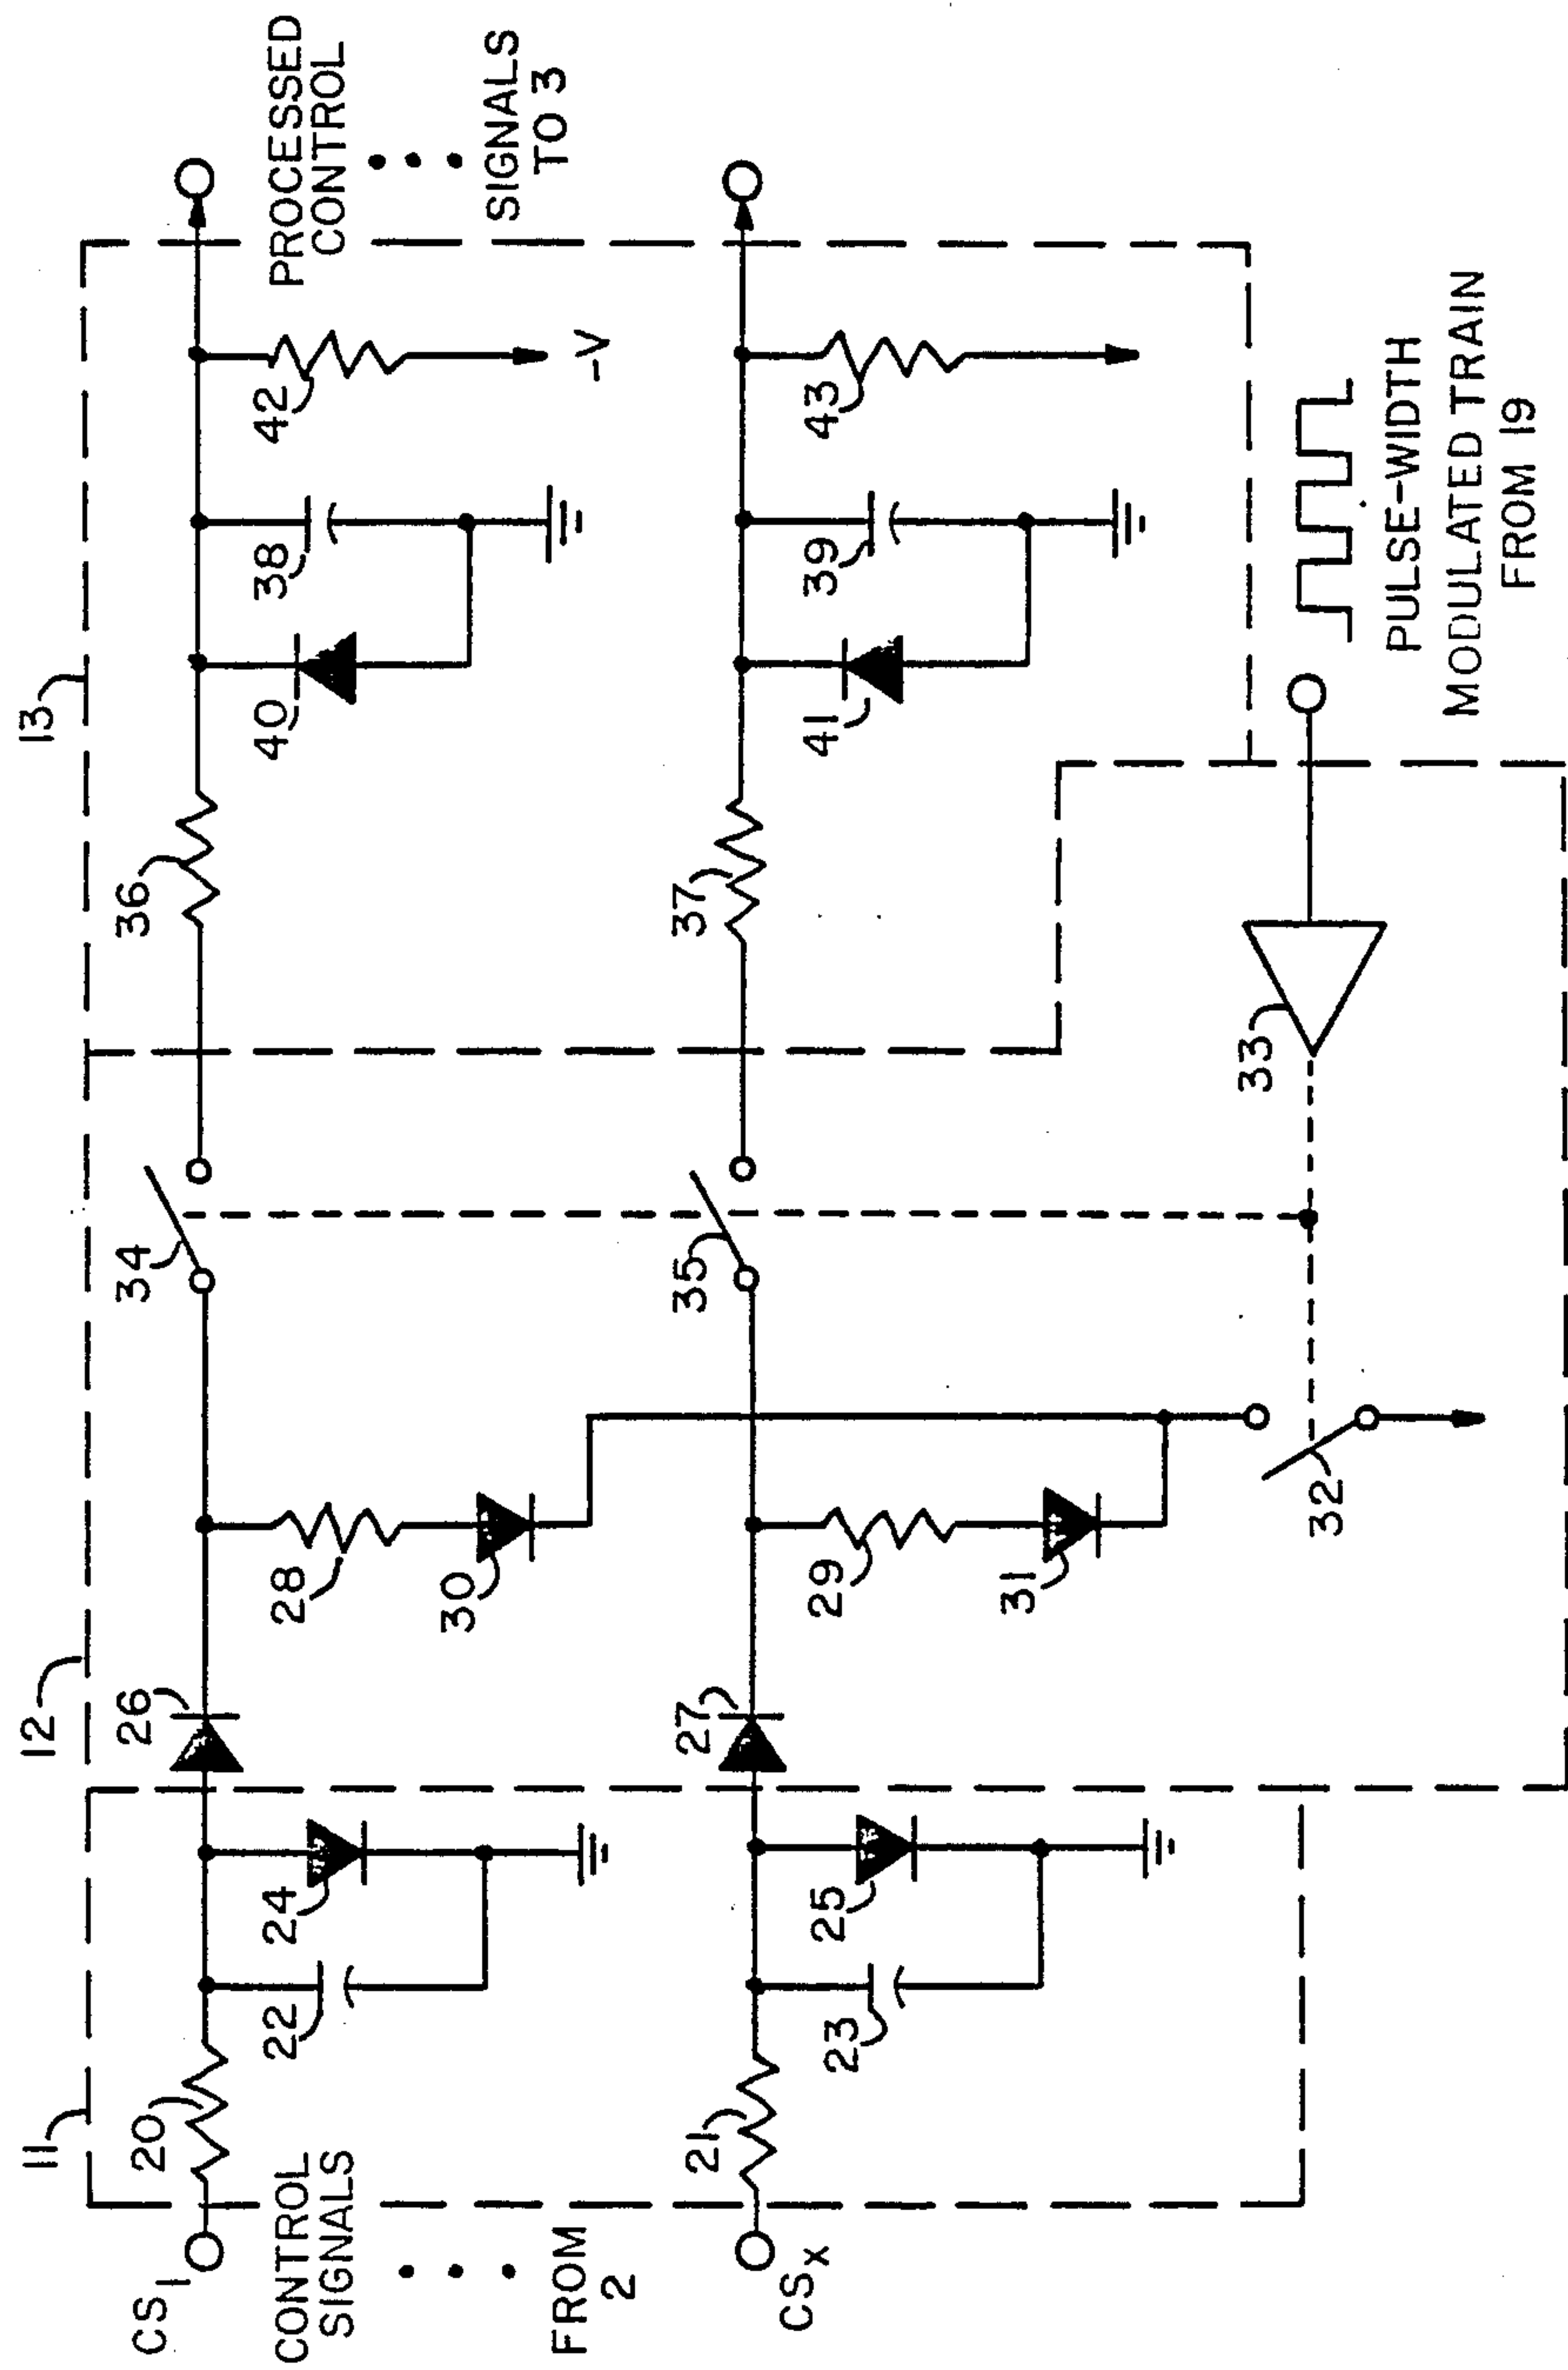 11
12
13
CS1
20
22
24
26
28
30
34
36
40
38
42
-V
PROCESSED
CONTROL
SIGNALS
TO 3
CONTROL
SIGNALS
FROM
2
CSX
21
23
25
27
29
31
35
37
41
39
43
32
33
PULSE-WIDTH
MODULATED TRAIN
FROM 19